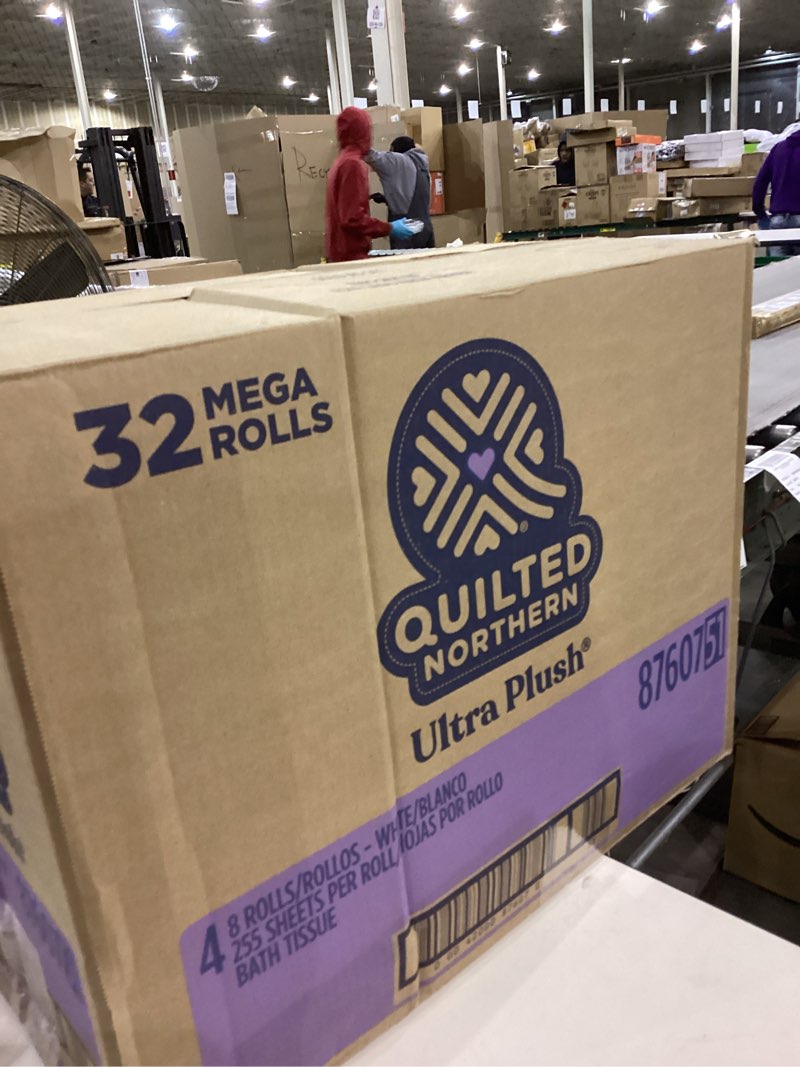 32 MEGA
ROLLS
QUILTED
NORTHERN®
Ultra Plush®
8760751
4 8 ROLLS/ROLLOS - WHITE/BLANCO
255 SHEETS PER ROLL/HOJAS POR ROLLO
BATH TISSUE